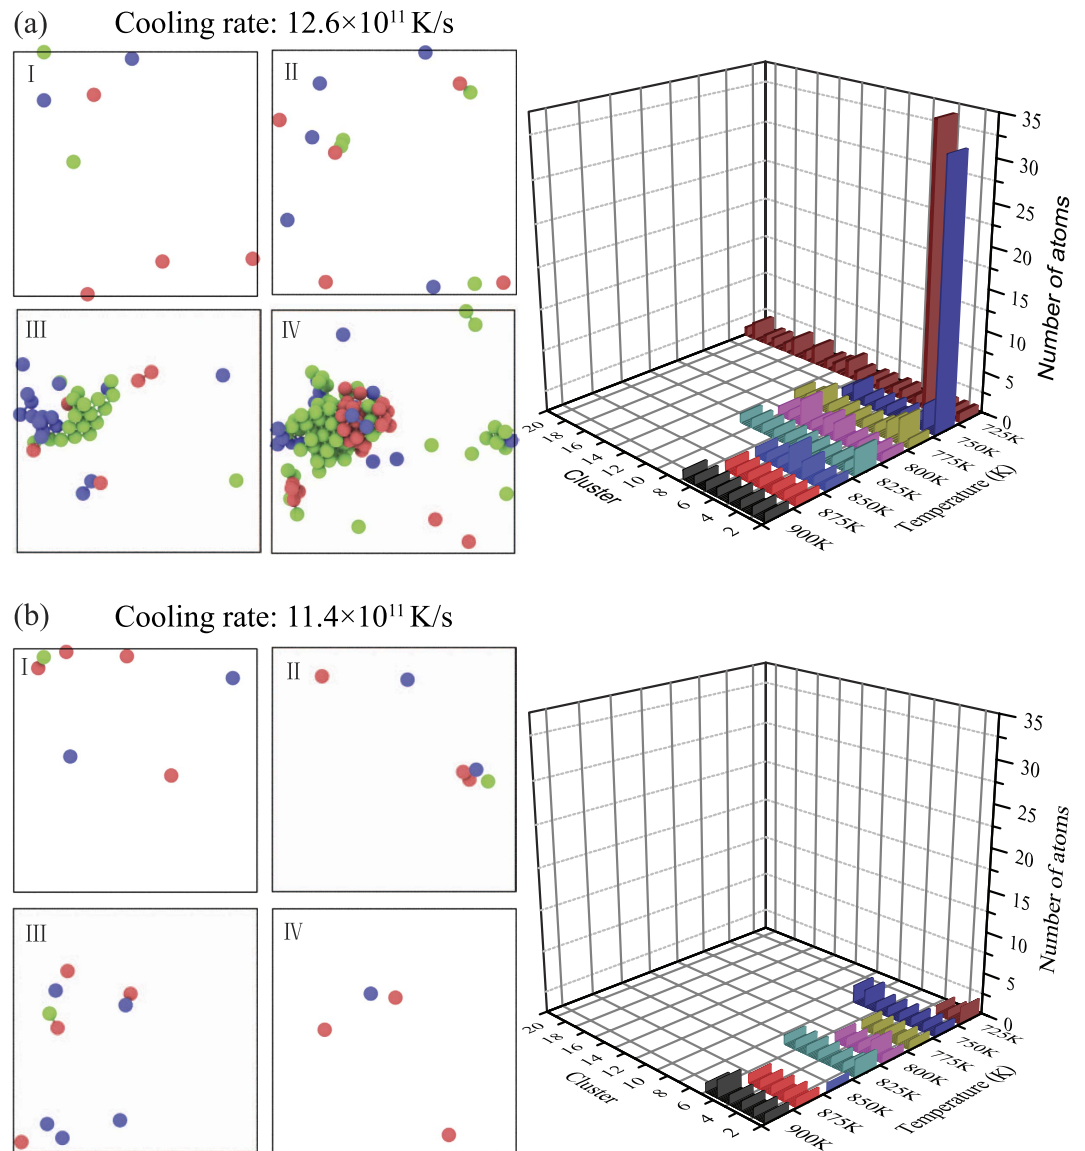 (a) Cooling rate: 12.6×10¹¹ K/s
I
II
III
IV
35
30
25
20
15
10
5
0
Number of atoms
20
18
16
14
12
10
8
6
4
2
Cluster
725K
750K
775K
800K
825K
850K
875K
900K
Temperature (K)
(b) Cooling rate: 11.4×10¹¹ K/s
I
II
III
IV
35
30
25
20
15
10
5
0
Number of atoms
20
18
16
14
12
10
8
6
4
2
Cluster
725K
750K
775K
800K
825K
850K
875K
900K
Temperature (K)